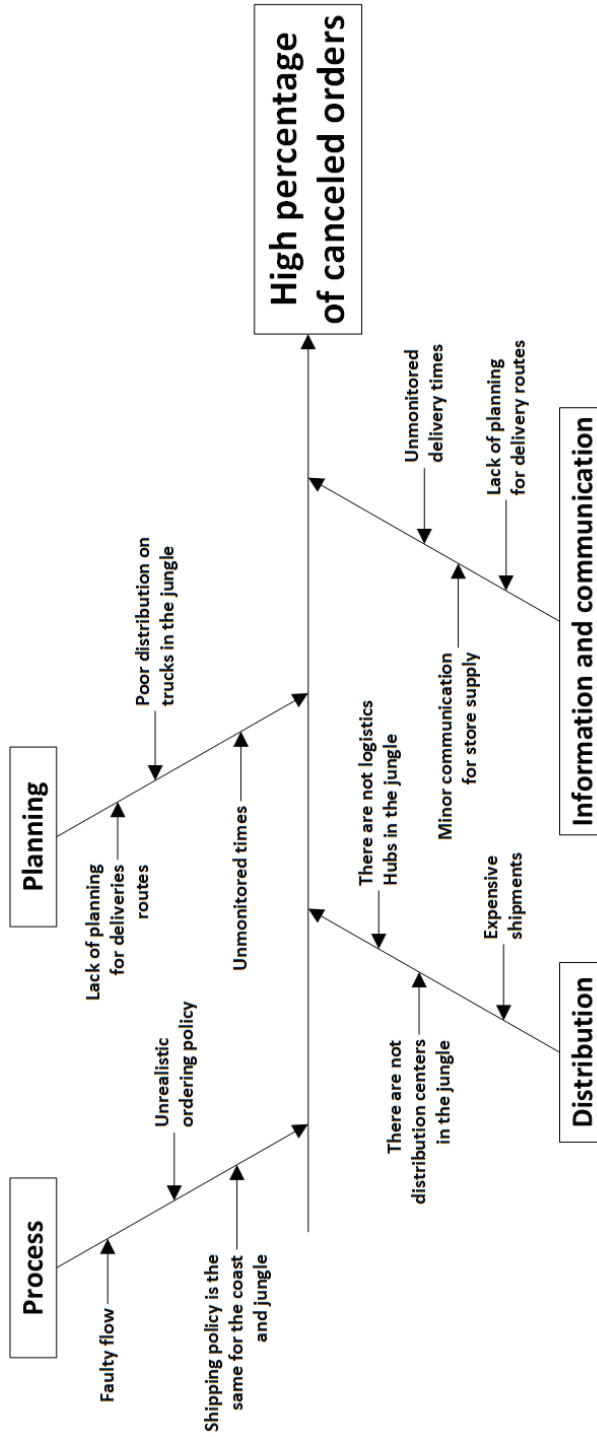 Process
Faulty flow
Unrealistic
ordering policy
Shipping policy is the
same for the coast
and jungle
Planning
Lack of planning
for deliveries
routes
Poor distribution on
trucks in the jungle
Unmonitored times
High percentage
of canceled orders
Distribution
There are not logistics
Hubs in the jungle
There are not
distribution centers
in the jungle
Expensive
shipments
Information and communication
Unmonitored
delivery times
Minor communication
for store supply
Lack of planning
for delivery routes